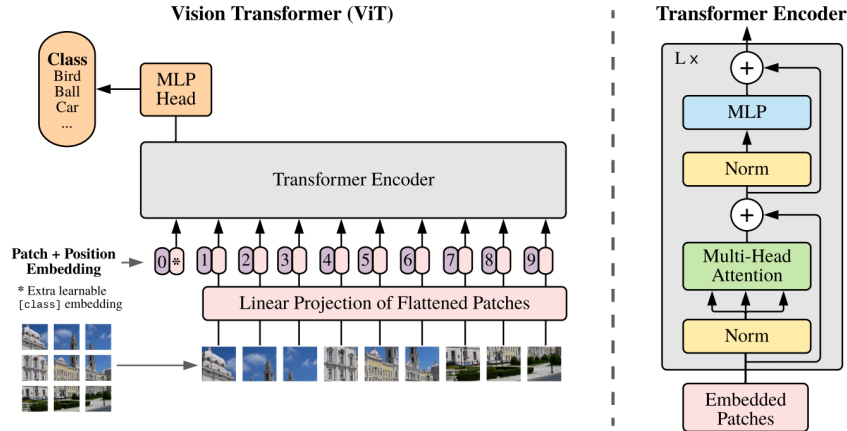 Vision Transformer (ViT)
Class
Bird
Ball
Car
...
MLP
Head
Transformer Encoder
Patch + Position
Embedding
0 * 1 2 3 4 5 6 7 8 9
* Extra learnable
[class] embedding
Linear Projection of Flattened Patches
Transformer Encoder
L ×
+
MLP
Norm
+
Multi-Head
Attention
Norm
Embedded
Patches